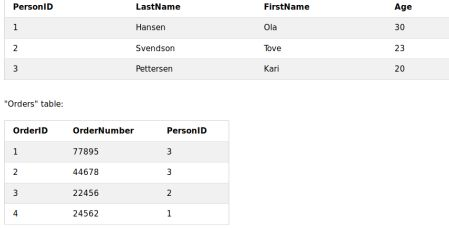 PersonID LastName FirstName Age
1 Hansen Ola 30
2 Svendson Tove 23
3 Pettersen Kari 20
"Orders" table:
OrderID OrderNumber PersonID
1 77895 3
2 44678 3
3 22456 2
4 24562 1